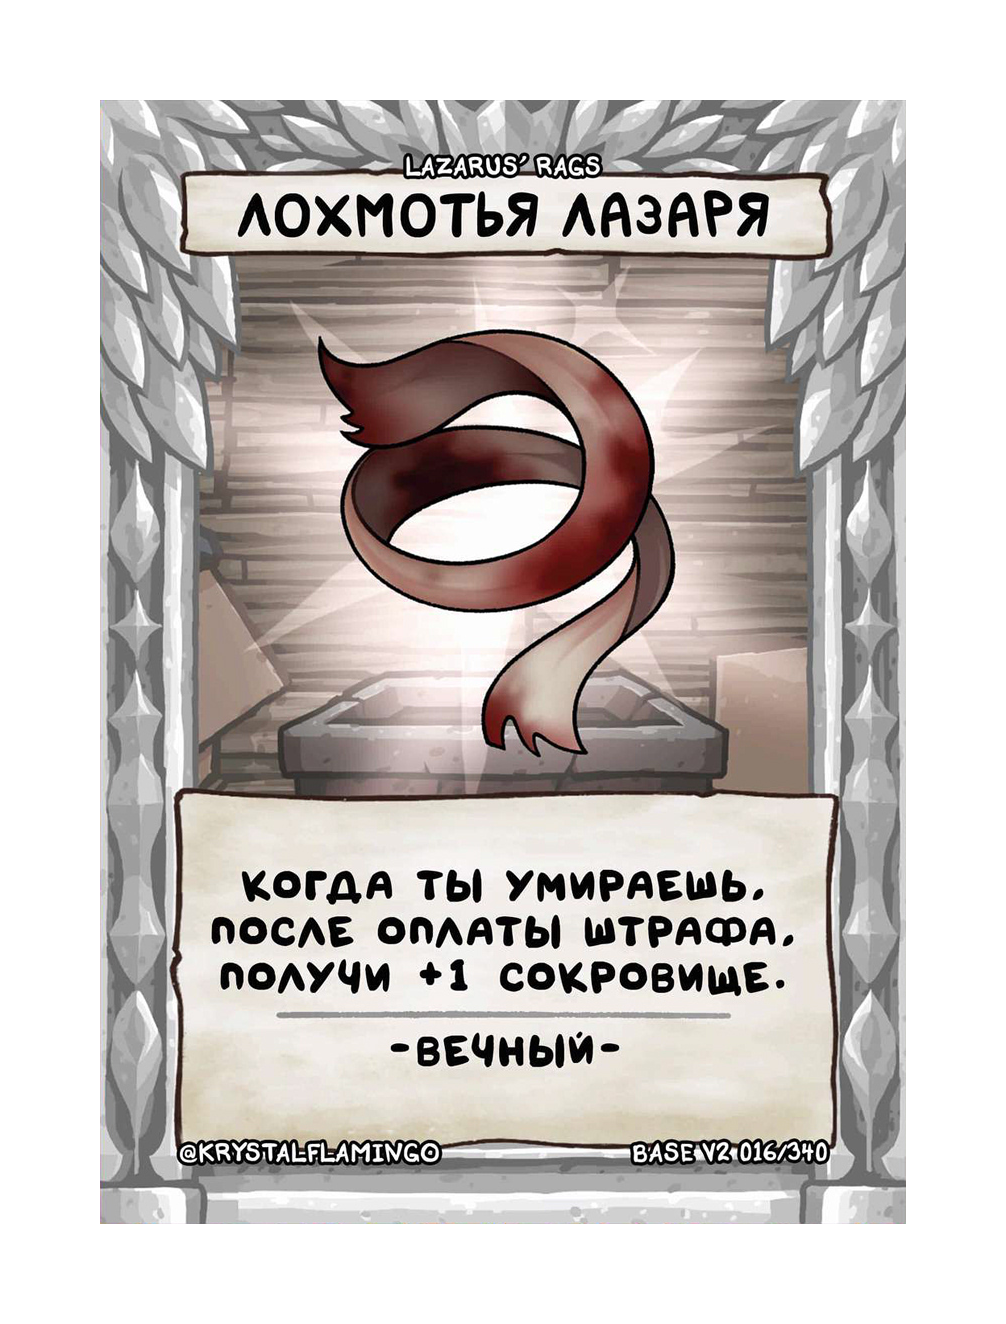 LAZARUS' RAGS
ЛОХМОТЬЯ ЛАЗАРЯ
КОГДА ТЫ УМИРАЕШЬ,
ПОСЛЕ ОПЛАТЫ ШТРАФА,
ПОЛУЧИ +1 СОКРОВИЩЕ.
-ВЕЧНЫЙ-
@KRYSTALFLAMINGO
BASE V2 016/340